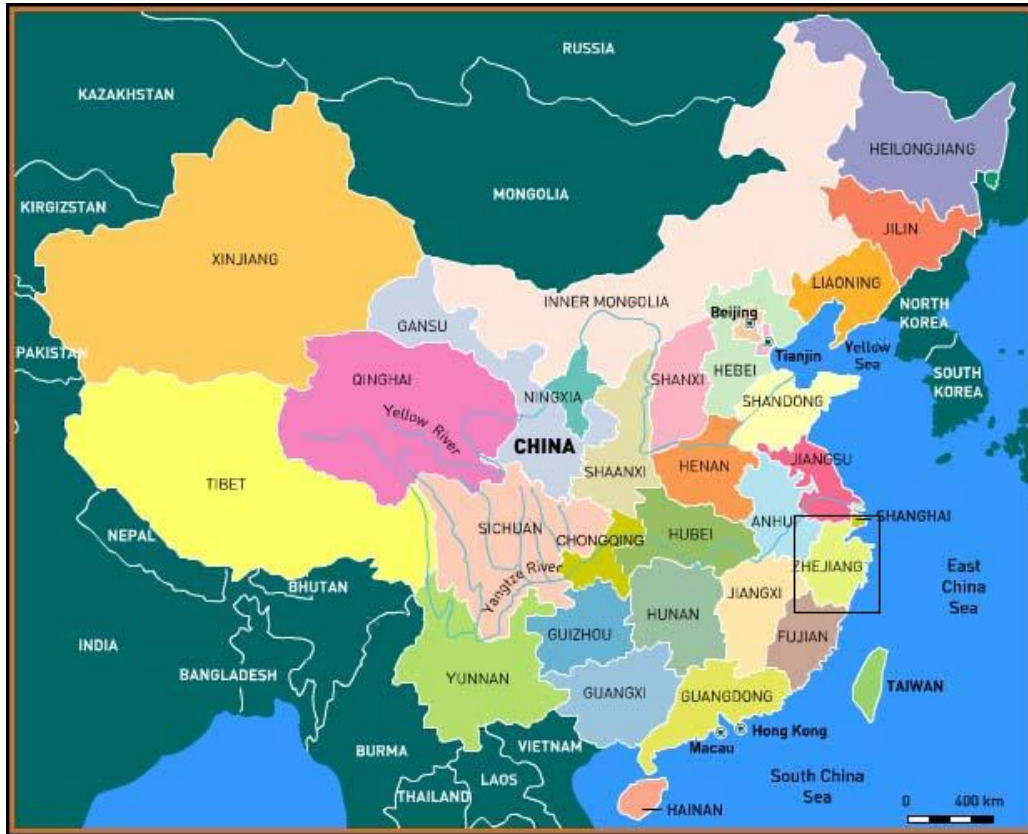 RUSSIA
KAZAKHSTAN
HEILONGJIANG
MONGOLIA
KIRGIZSTAN
JILIN
XINJIANG
LIAONING
INNER MONGOLIA
NORTH
KOREA
Beijing
GANSU
Tianjin
Yellow
Sea
PAKISTAN
QINGHAI
SHANXI
HEBEI
SOUTH
KOREA
NINGXIA
SHANDONG
Yellow River
CHINA
HENAN
JIANGSU
SHAANXI
TIBET
SICHUAN
CHONGQING
HUBEI
ANHUI
SHANGHAI
NEPAL
ZHEJIANG
Yangtze River
East
China
Sea
BHUTAN
HUNAN
JIANGXI
GUIZHOU
FUJIAN
INDIA
BANGLADESH
YUNNAN
GUANGXI
GUANGDONG
TAIWAN
Hong Kong
Macau
BURMA
VIETNAM
LAOS
South China
Sea
THAILAND
HAINAN
0 400 km